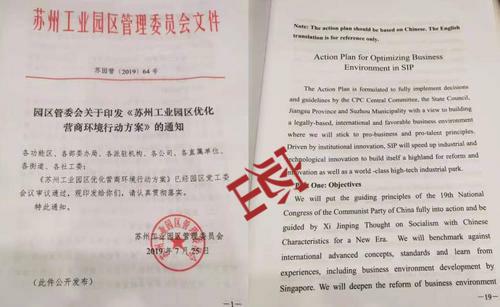 苏州工业园区管理委员会文件
苏园管〔2019〕64号
园区管委会关于印发《苏州工业园区优化
营商环境行动方案》的通知
各功能区、各部委办局、各派驻机构、各公司、各直属单位、
各街道、各社工委：
《苏州工业园区优化营商环境行动方案》已经园区党工委
会议审议通过，现印发给你们，请认真贯彻落实。
特此通知。
苏州工业园区管理委员会
2019年7月25日
（此件公开发布）
—1—
Note: The action plan should be based on Chinese. The English
translation is for reference only.
Action Plan for Optimizing Business
Environment in SIP
The Action Plan is formulated to fully implement decisions
and guidelines by the CPC Central Committee, the State Council,
Jiangsu Province and Suzhou Municipality with a view to building
a legally-based, international and favorable business environment
where we will stick to pro-business and pro-talent principles.
Driven by institutional innovation, SIP will speed up industrial and
technological innovation to build itself a highland for reform and
innovation as well as a world -class high-tech industrial park.
Part One: Objectives
We will put the guiding principles of the 19th National
Congress of the Communist Party of China fully into action and be
guided by Xi Jinping Thought on Socialism with Chinese
Characteristics for a New Era. We will benchmark against
international advanced concepts, standards and learn from
experiences, including business environment development by
Singapore. We will deepen the reform of business environment
—19—